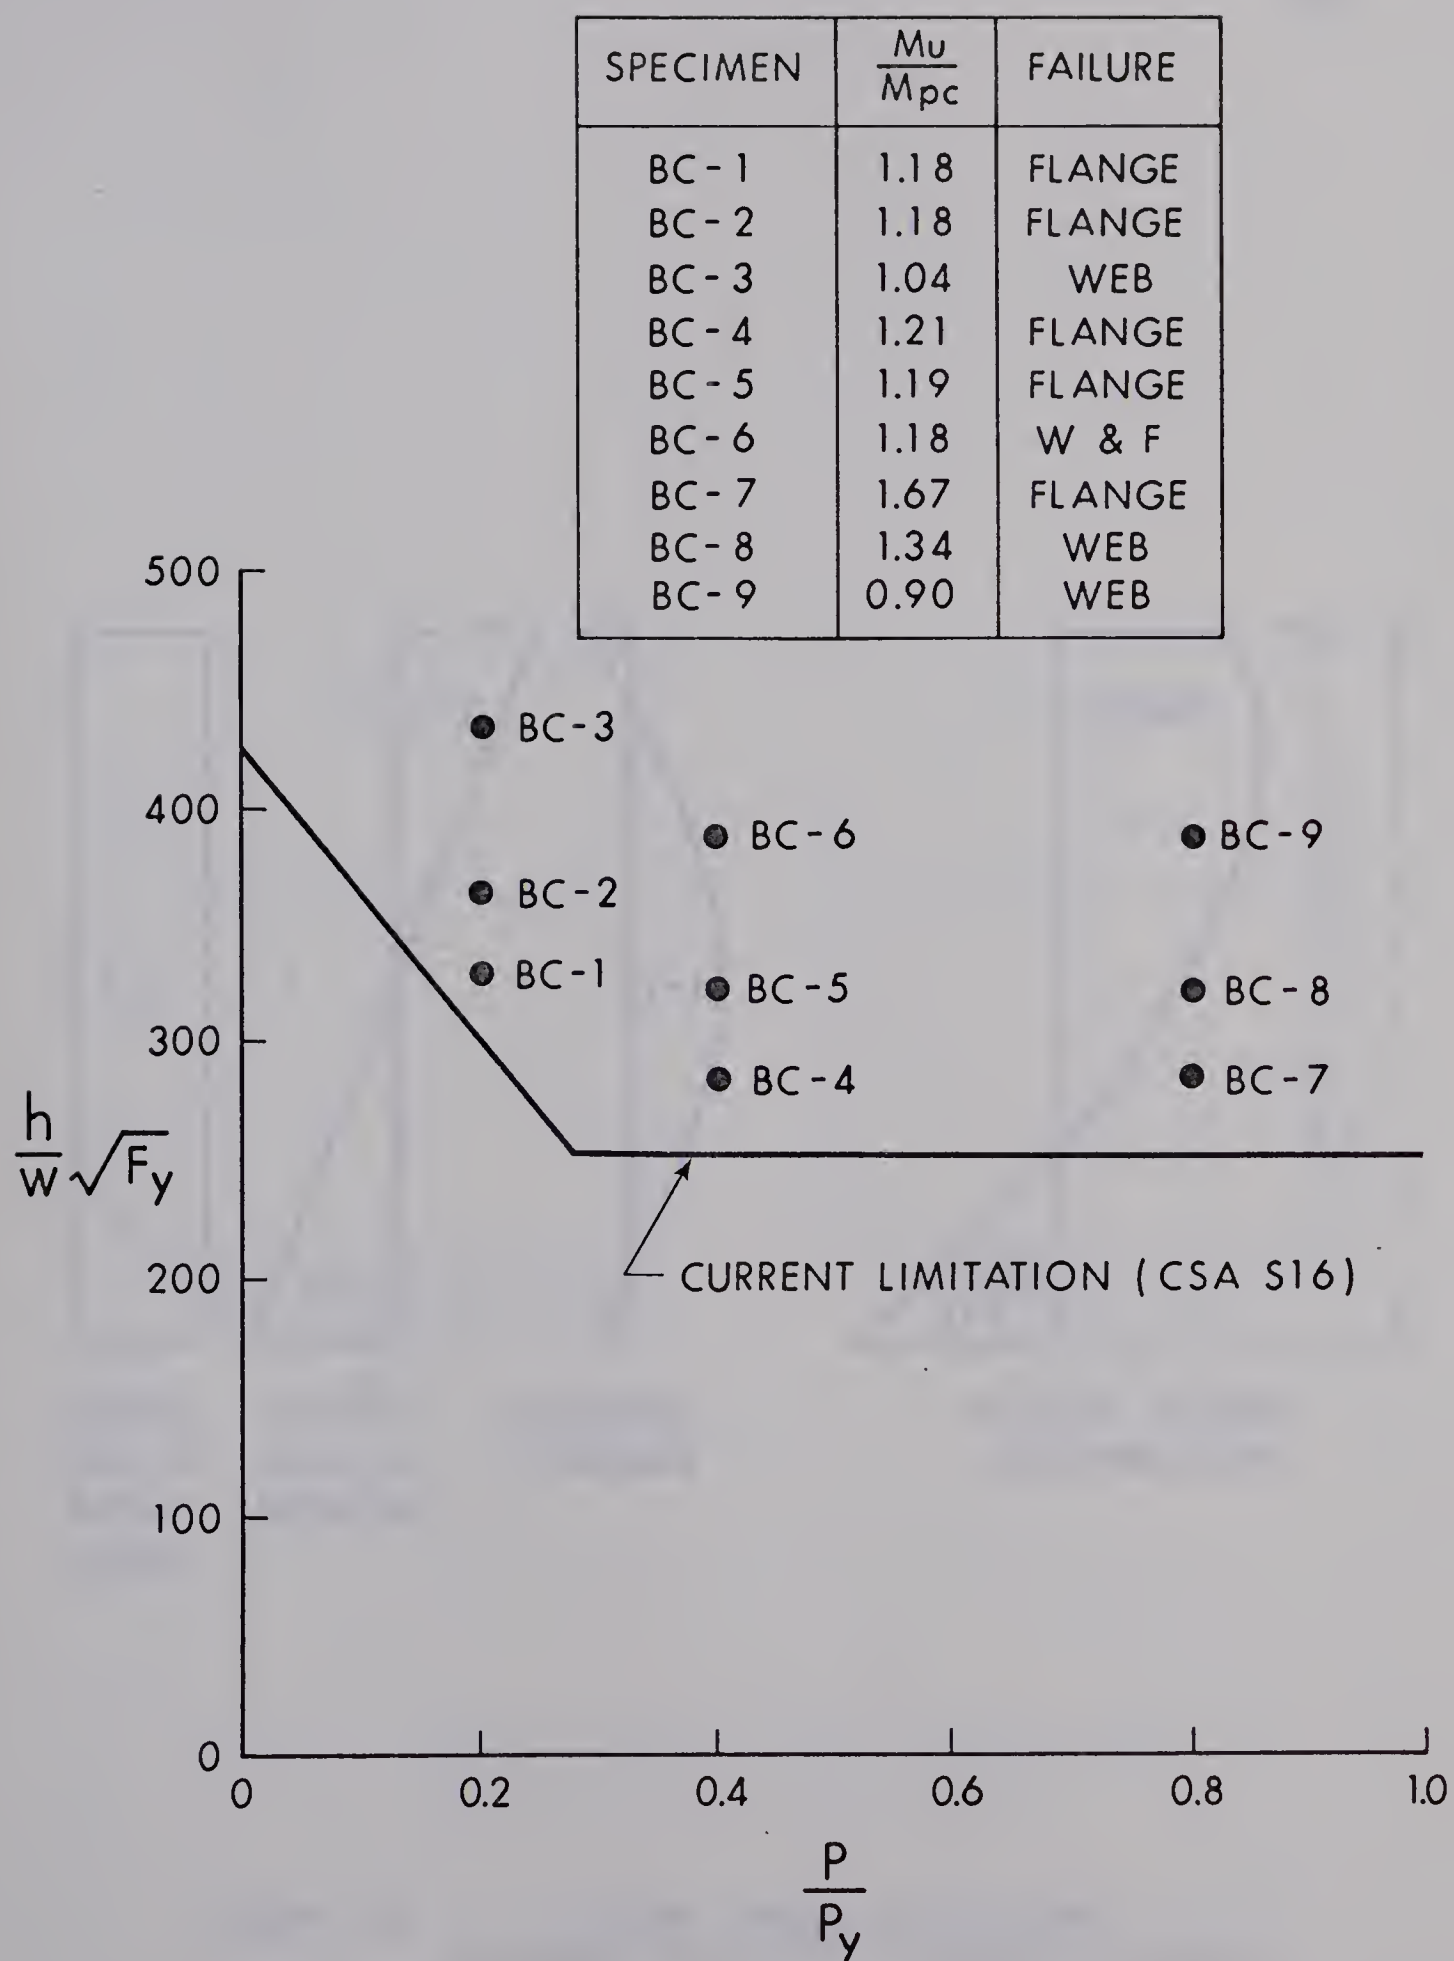 SPECIMEN Mu/Mpc FAILURE
BC-1 1.18 FLANGE
BC-2 1.18 FLANGE
BC-3 1.04 WEB
BC-4 1.21 FLANGE
BC-5 1.19 FLANGE
BC-6 1.18 W & F
BC-7 1.67 FLANGE
BC-8 1.34 WEB
BC-9 0.90 WEB
500
BC-3
400
BC-6
BC-9
BC-2
BC-1
BC-5
BC-8
300
BC-4
BC-7
h/w √Fy
200
CURRENT LIMITATION (CSA S16)
100
0
0 0.2 0.4 0.6 0.8 1.0
P/Py